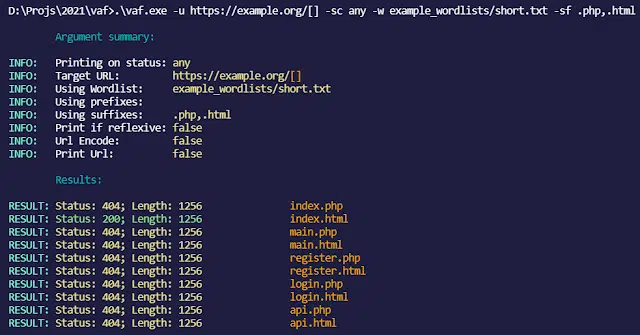 D:\Projs\2021\vaf>.\vaf.exe -u https://example.org/[] -sc any -w example_wordlists/short.txt -sf .php,.html
Argument summary:
INFO: Printing on status: any
INFO: Target URL: https://example.org/[]
INFO: Using Wordlist: example_wordlists/short.txt
INFO: Using prefixes:
INFO: Using suffixes: .php,.html
INFO: Print if reflexive: false
INFO: Url Encode: false
INFO: Print Url: false
Results:
RESULT: Status: 404; Length: 1256 index.php
RESULT: Status: 200; Length: 1256 index.html
RESULT: Status: 404; Length: 1256 main.php
RESULT: Status: 404; Length: 1256 main.html
RESULT: Status: 404; Length: 1256 register.php
RESULT: Status: 404; Length: 1256 register.html
RESULT: Status: 404; Length: 1256 login.php
RESULT: Status: 404; Length: 1256 login.html
RESULT: Status: 404; Length: 1256 api.php
RESULT: Status: 404; Length: 1256 api.html